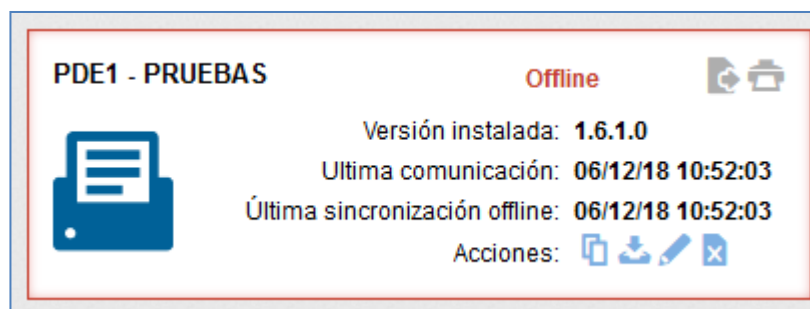 PDE1 - PRUEBAS Offline
Versión instalada: 1.6.1.0
Ultima comunicación: 06/12/18 10:52:03
Última sincronización offline: 06/12/18 10:52:03
Acciones: